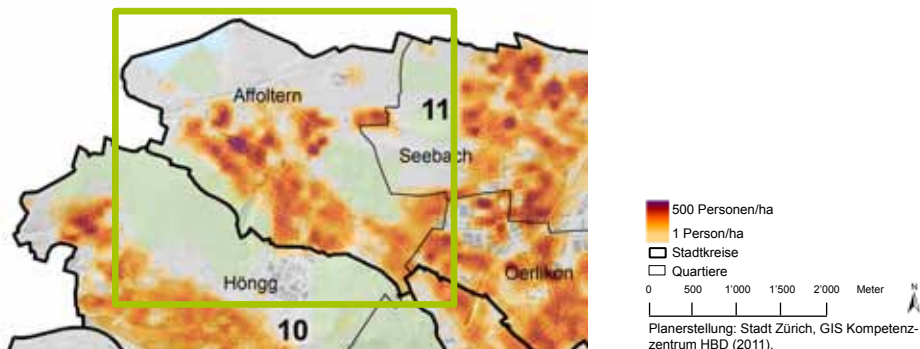 Affoltern
11
Seebach
Höngg
Oerlikon
10
500 Personen/ha
1 Person/ha
Stadtkreise
Quartiere
0 500 1'000 1'500 2'000 Meter
N
Planerstellung: Stadt Zürich, GIS Kompetenz-
zentrum HBD (2011).